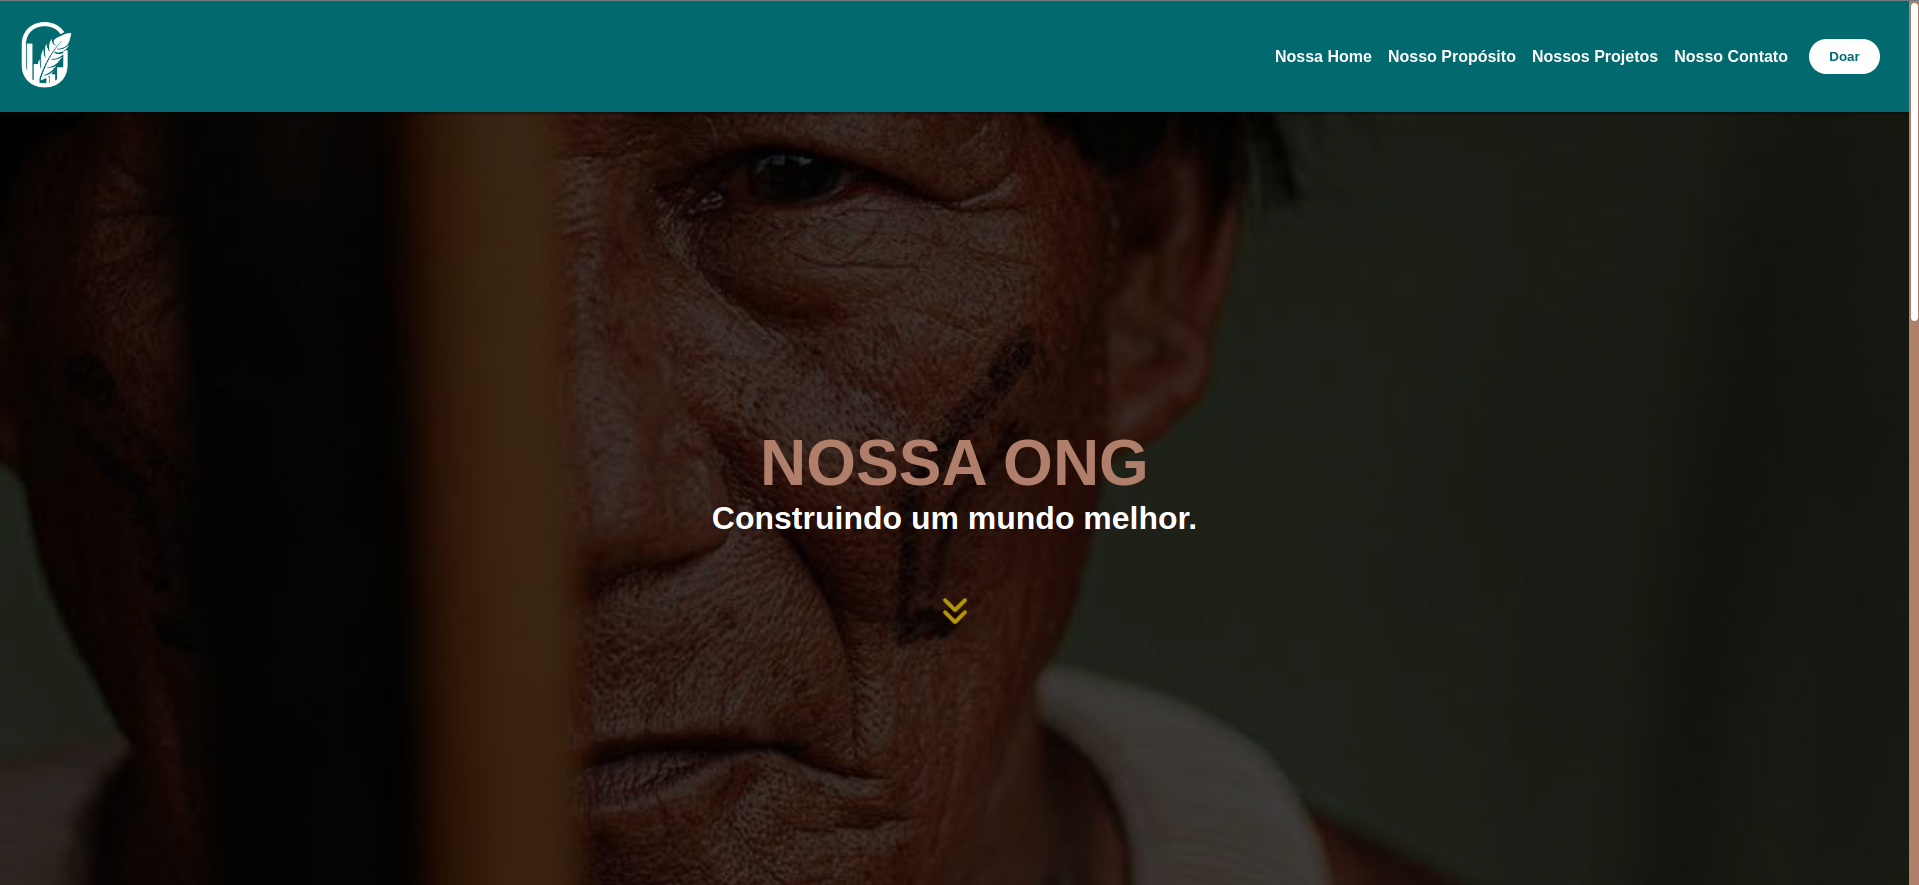 Nossa Home Nosso Propósito Nossos Projetos Nosso Contato Doar
NOSSA ONG
Construindo um mundo melhor.